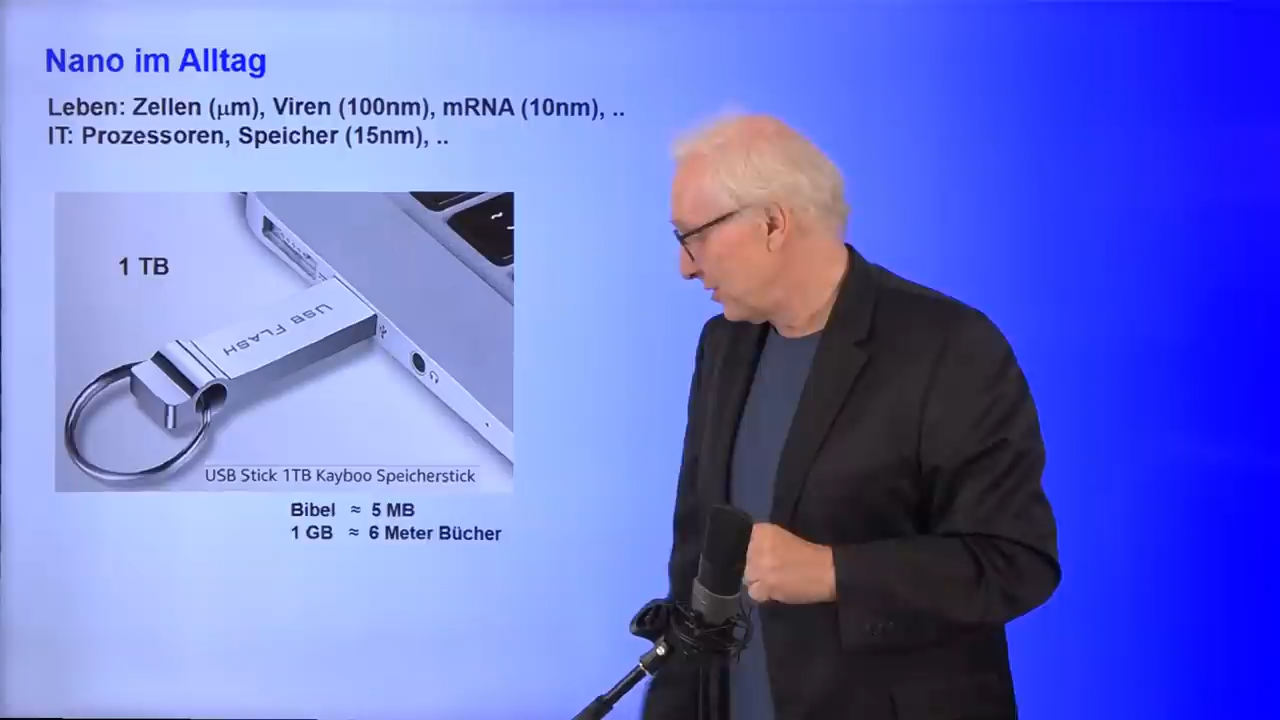 Nano im Alltag
Leben: Zellen (μm), Viren (100nm), mRNA (10nm), ..
IT: Prozessoren, Speicher (15nm), ..
1 TB
USB FLASH
USB Stick 1TB Kayboo Speicherstick
Bibel ≈ 5 MB
1 GB ≈ 6 Meter Bücher